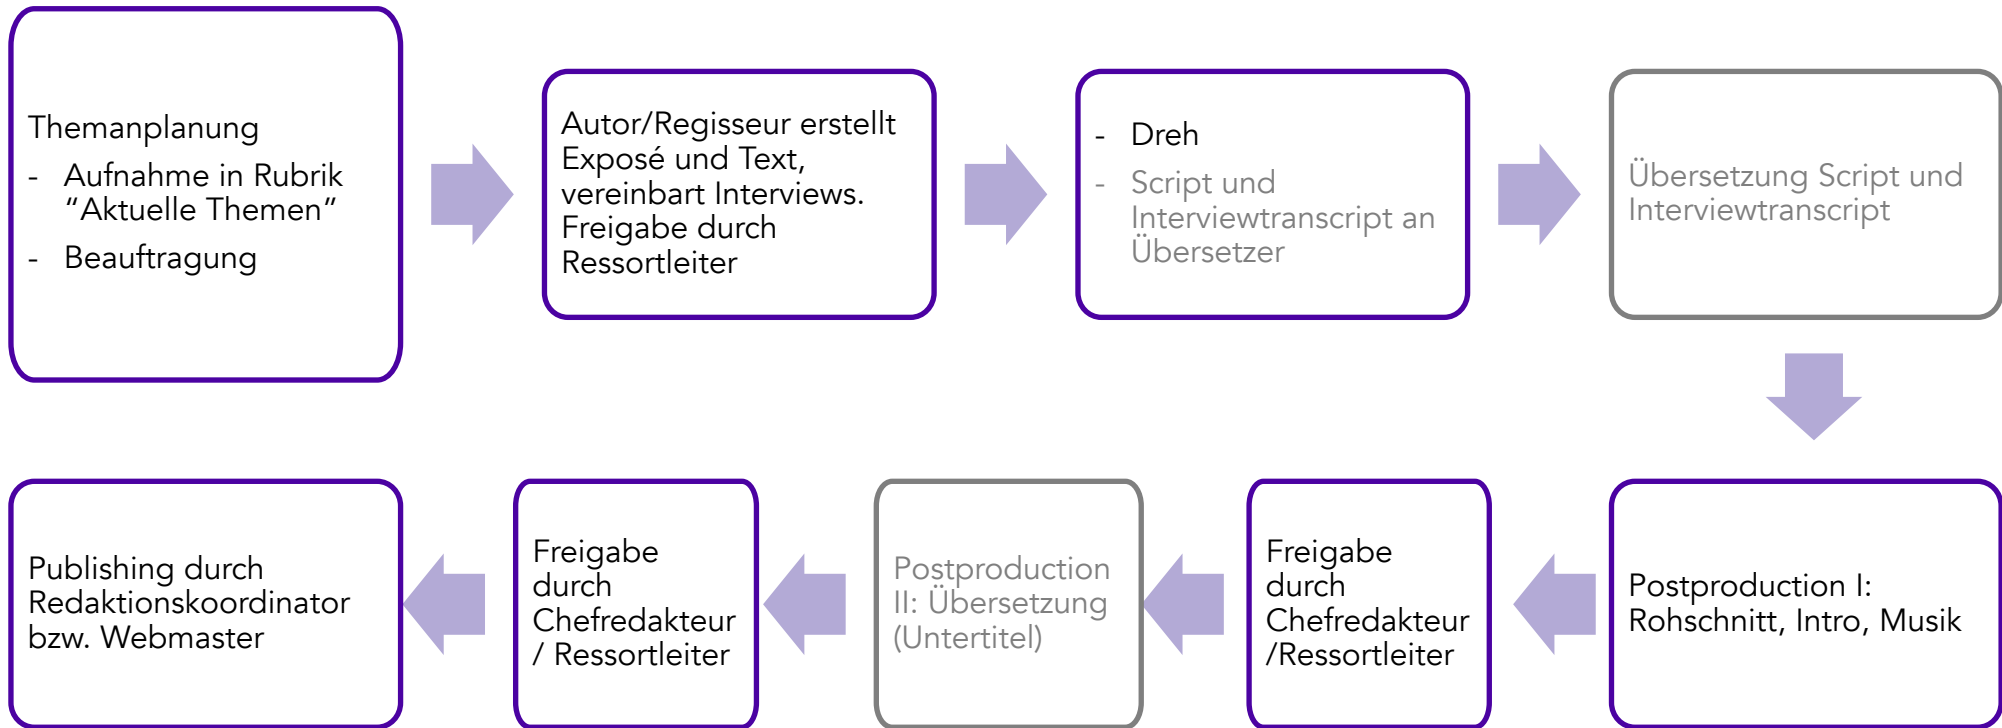 Themanplanung
- Aufnahme in Rubrik
“Aktuelle Themen”
- Beauftragung
Autor/Regisseur erstellt
Exposé und Text,
vereinbart Interviews.
Freigabe durch
Ressortleiter
- Dreh
- Script und
Interviewtranscript an
Übersetzer
Übersetzung Script und
Interviewtranscript
Postproduction I:
Rohschnitt, Intro, Musik
Freigabe
durch
Chefredakteur
/Ressortleiter
Postproduction
II: Übersetzung
(Untertitel)
Freigabe
durch
Chefredakteur
/ Ressortleiter
Publishing durch
Redaktionskoordinator
bzw. Webmaster